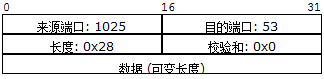 0 16 31
来源端口: 1025 目的端口: 53
长度: 0x28 校验和: 0x0
数据 (可变长度)